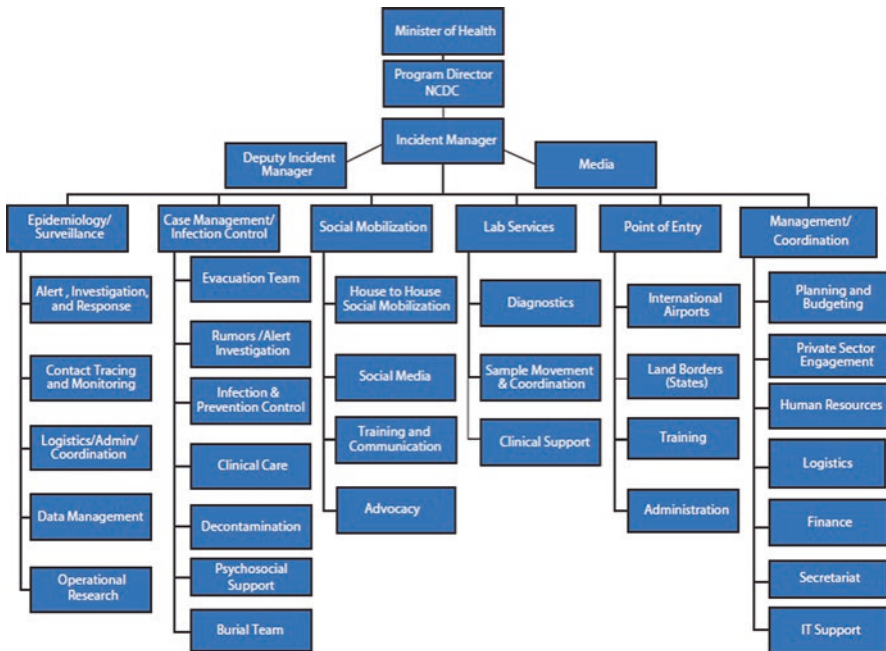 Minister of Health
Program Director
NCDC
Incident Manager
Deputy Incident
Manager
Media
Epidemiology/
Surveillance
Alert , Investigation,
and Response
Contact Tracing
and Monitoring
Logistics/Admin/
Coordination
Data Management
Operational
Research
Case Management/
Infection Control
Evacuation Team
Rumors /Alert
Investigation
Infection &
Prevention Control
Clinical Care
Decontamination
Psychosocial
Support
Burial Team
Social Mobilization
House to House
Social Mobilization
Social Media
Training and
Communication
Advocacy
Lab Services
Diagnostics
Sample Movement
& Coordination
Clinical Support
Point of Entry
International
Airports
Land Borders
(States)
Training
Administration
Management/
Coordination
Planning and
Budgeting
Private Sector
Engagement
Human Resources
Logistics
Finance
Secretariat
IT Support